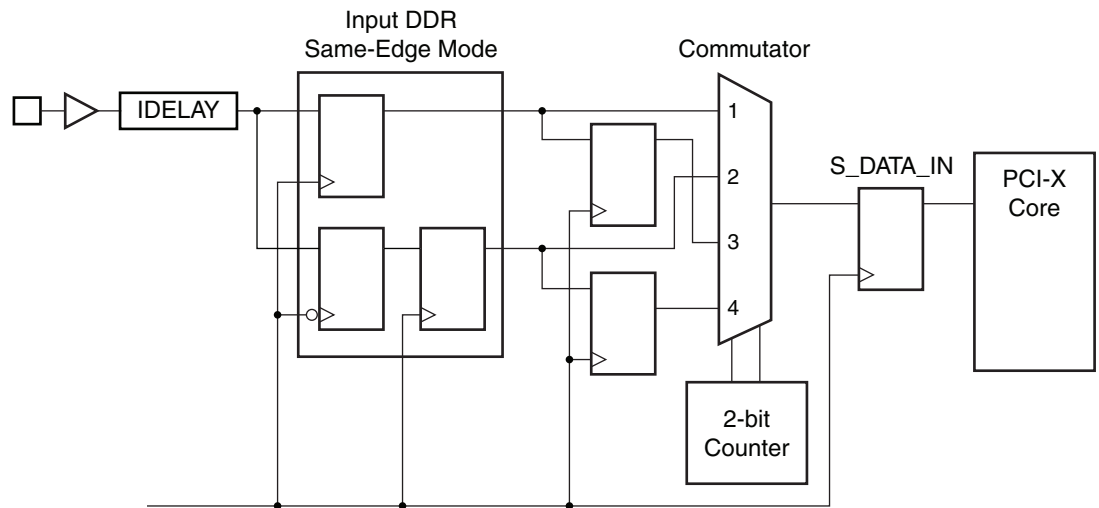 Input DDR
Same-Edge Mode
Commutator
IDELAY
1
2
3
4
S_DATA_IN
PCI-X
Core
2-bit
Counter